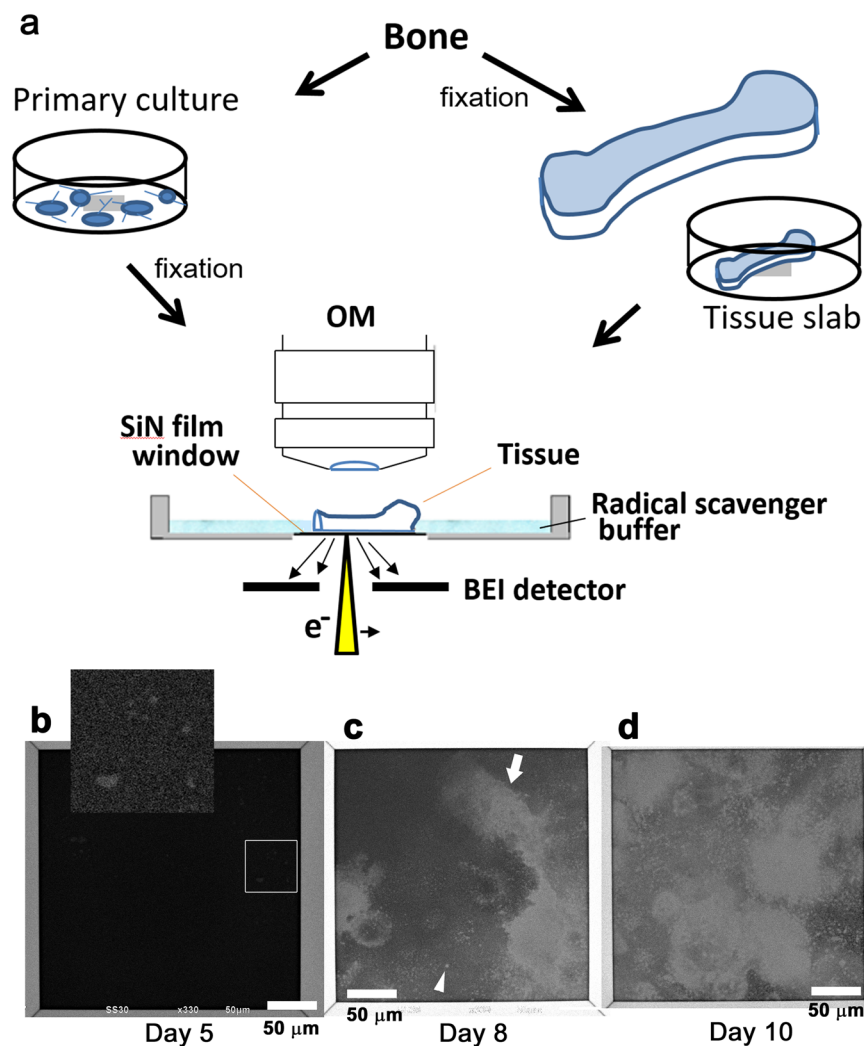 a
Bone
Primary culture
fixation
fixation
Tissue slab
OM
SiN film
window
Tissue
Radical scavenger
buffer
BEI detector
e-
b
c
d
SS30 x330 50µm
50 µm
50 µm
50 µm
Day 5
Day 8
Day 10